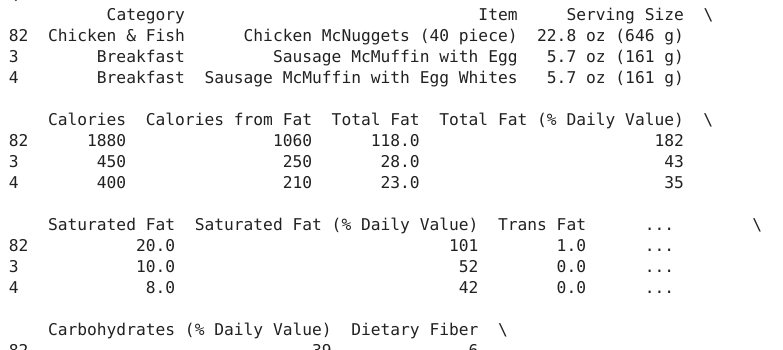 Category Item Serving Size \
82 Chicken & Fish Chicken McNuggets (40 piece) 22.8 oz (646 g)
3 Breakfast Sausage McMuffin with Egg 5.7 oz (161 g)
4 Breakfast Sausage McMuffin with Egg Whites 5.7 oz (161 g)
Calories Calories from Fat Total Fat Total Fat (% Daily Value) \
82 1880 1060 118.0 182
3 450 250 28.0 43
4 400 210 23.0 35
Saturated Fat Saturated Fat (% Daily Value) Trans Fat ... \
82 20.0 101 1.0 ...
3 10.0 52 0.0 ...
4 8.0 42 0.0 ...
Carbohydrates (% Daily Value) Dietary Fiber \
82 39 6